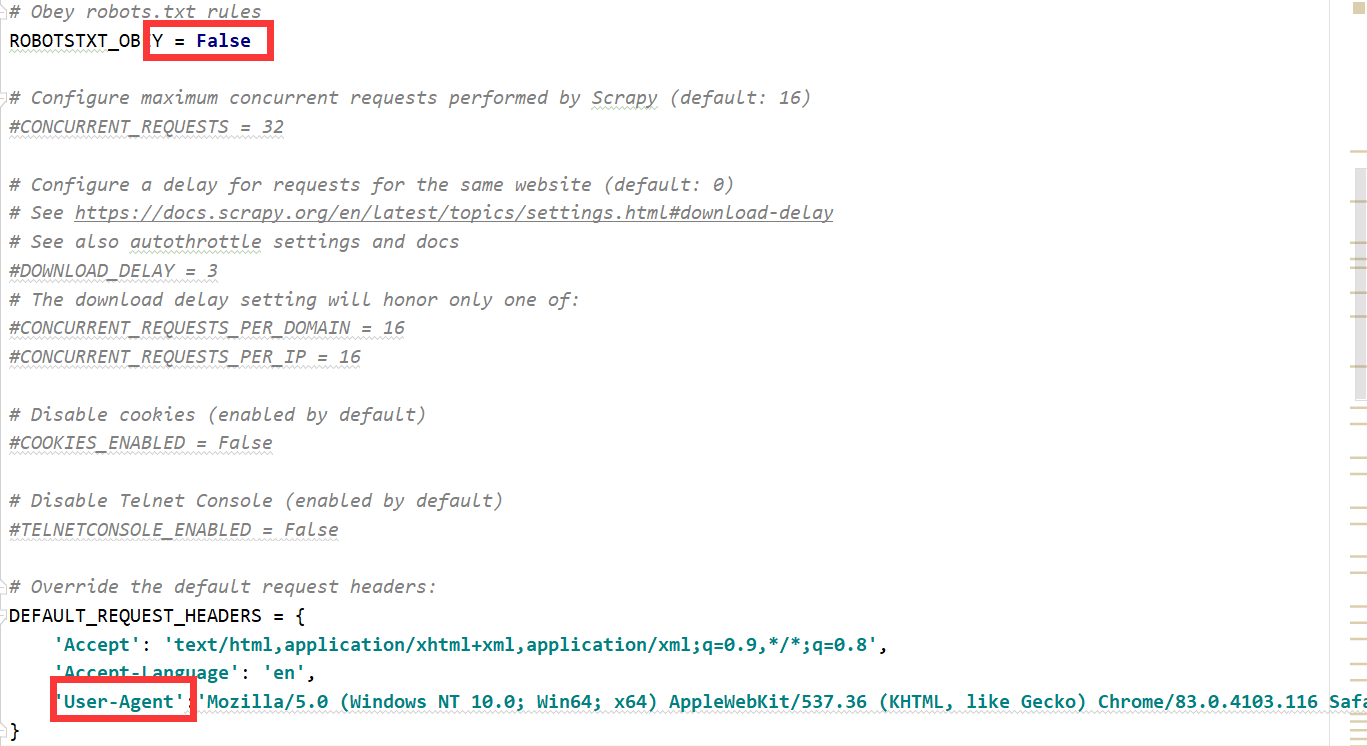 # Obey robots.txt rules
ROBOTSTXT_OBEY = False
# Configure maximum concurrent requests performed by Scrapy (default: 16)
#CONCURRENT_REQUESTS = 32
# Configure a delay for requests for the same website (default: 0)
# See https://docs.scrapy.org/en/latest/topics/settings.html#download-delay
# See also autothrottle settings and docs
#DOWNLOAD_DELAY = 3
# The download delay setting will honor only one of:
#CONCURRENT_REQUESTS_PER_DOMAIN = 16
#CONCURRENT_REQUESTS_PER_IP = 16
# Disable cookies (enabled by default)
#COOKIES_ENABLED = False
# Disable Telnet Console (enabled by default)
#TELNETCONSOLE_ENABLED = False
# Override the default request headers:
DEFAULT_REQUEST_HEADERS = {
    'Accept': 'text/html,application/xhtml+xml,application/xml;q=0.9,*/*;q=0.8',
    'Accept-Language': 'en',
    'User-Agent':'Mozilla/5.0 (Windows NT 10.0; Win64; x64) AppleWebKit/537.36 (KHTML, like Gecko) Chrome/83.0.4103.116
}